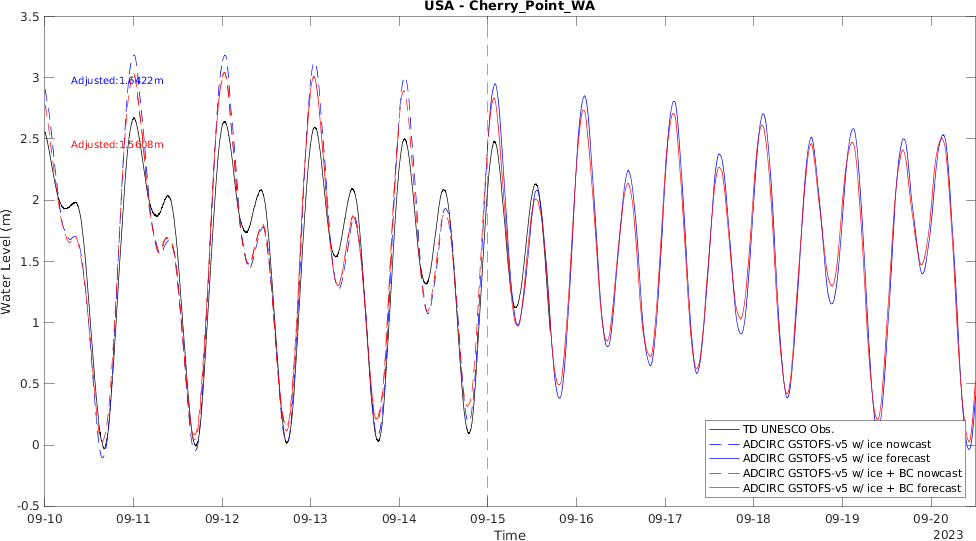 USA - Cherry_Point_WA
3.5
3
2.5
2
1.5
1
0.5
0
-0.5
Water Level (m)
Adjusted:1.6422m
Adjusted:1.5608m
TD UNESCO Obs.
ADCIRC GSTOFS-v5 w/ ice nowcast
ADCIRC GSTOFS-v5 w/ ice forecast
ADCIRC GSTOFS-v5 w/ ice + BC nowcast
ADCIRC GSTOFS-v5 w/ ice + BC forecast
09-10 09-11 09-12 09-13 09-14 09-15 09-16 09-17 09-18 09-19 09-20
Time
2023